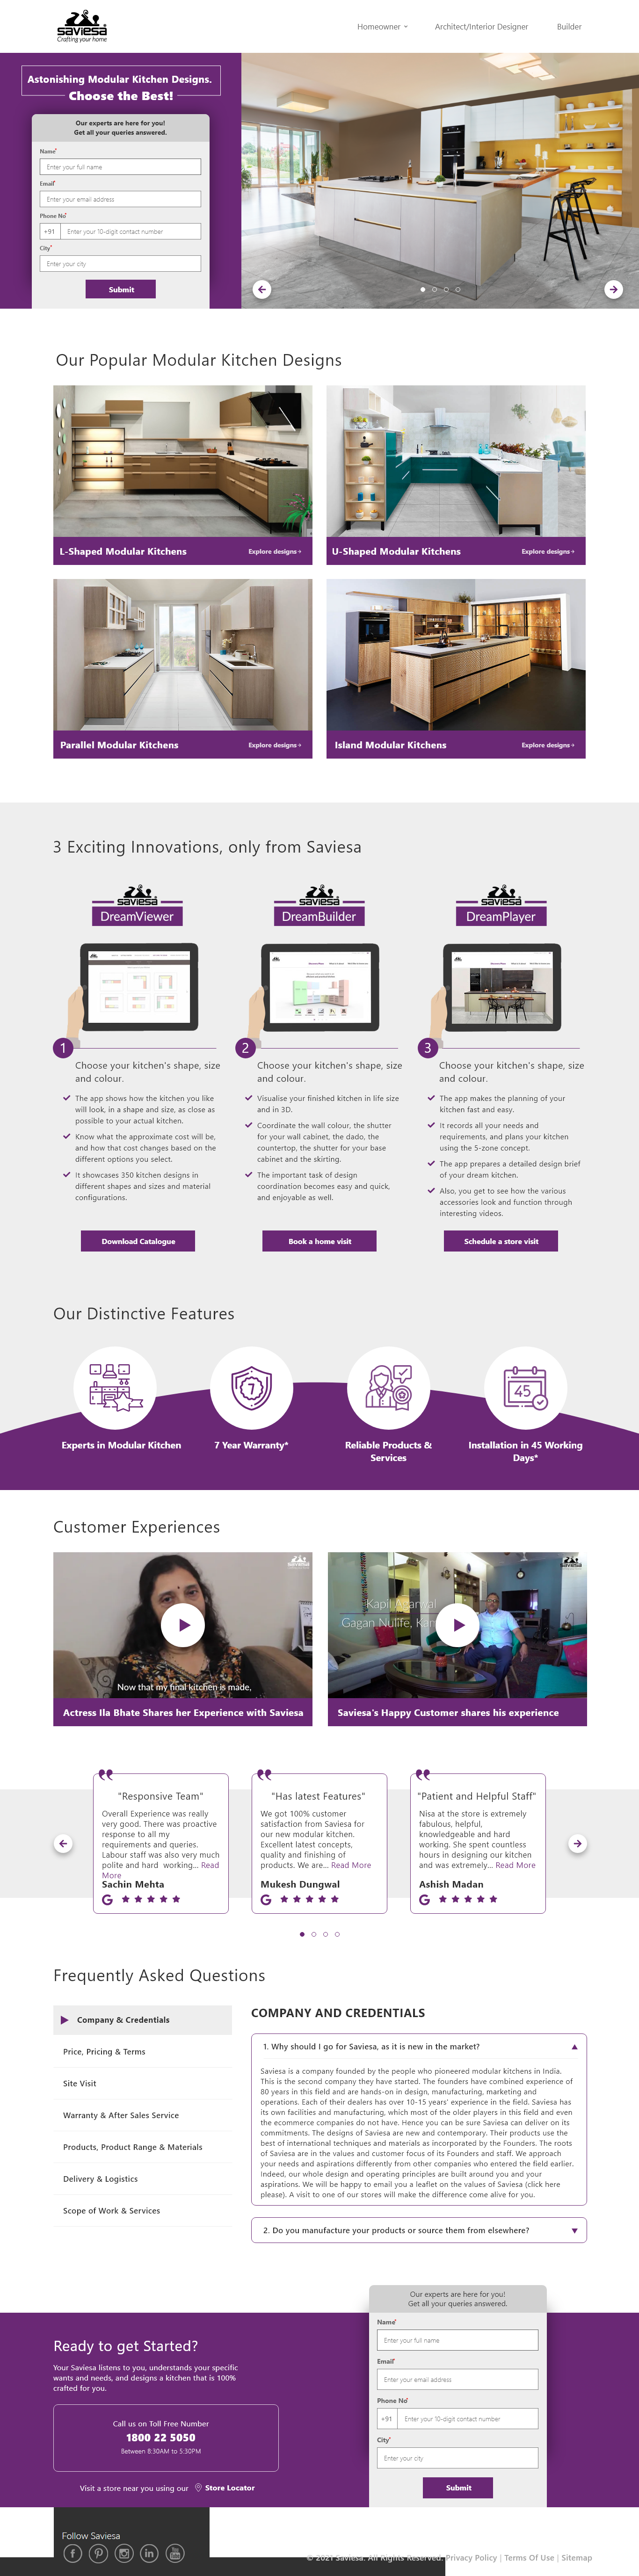 saviesa
Crafting your home
Homeowner
Architect/Interior Designer
Builder
Astonishing Modular Kitchen Designs.
Choose the Best!
Our experts are here for you!
Get all your queries answered.
Name*
Enter your full name
Email*
Enter your email address
Phone No*
+91
Enter your 10-digit contact number
City*
Enter your city
Submit
Our Popular Modular Kitchen Designs
L-Shaped Modular Kitchens
Explore designs
U-Shaped Modular Kitchens
Explore designs
Parallel Modular Kitchens
Explore designs
Island Modular Kitchens
Explore designs
3 Exciting Innovations, only from Saviesa
saviesa
DreamViewer
saviesa
DreamBuilder
saviesa
DreamPlayer
1
Choose your kitchen's shape, size
and colour.
The app shows how the kitchen you like
will look, in a shape and size, as close as
possible to your actual kitchen.
Know what the approximate cost will be,
and how that cost changes based on the
different options you select.
It showcases 350 kitchen designs in
different shapes and sizes and material
configurations.
Download Catalogue
2
Choose your kitchen's shape, size
and colour.
Visualise your finished kitchen in life size
and in 3D.
Coordinate the wall colour, the shutter
for your wall cabinet, the dado, the
countertop, the shutter for your base
cabinet and the skirting.
The important task of design
coordination becomes easy and quick,
and enjoyable as well.
Book a home visit
3
Choose your kitchen's shape, size
and colour.
The app makes the planning of your
kitchen fast and easy.
It records all your needs and
requirements, and plans your kitchen
using the 5-zone concept.
The app prepares a detailed design brief
of your dream kitchen.
Also, you get to see how the various
accessories look and function through
interesting videos.
Schedule a store visit
Our Distinctive Features
7
45
Experts in Modular Kitchen
7 Year Warranty*
Reliable Products &
Services
Installation in 45 Working
Days*
Customer Experiences
saviesa
Now that my final kitchen is made,
Actress Ila Bhate Shares her Experience with Saviesa
saviesa
Kapil Agarwal
Gagan Nulife, Kam
Saviesa's Happy Customer shares his experience
"Responsive Team"
Overall Experience was really
very good. There was proactive
response to all my
requirements and queries.
Labour staff was also very much
polite and hard working... Read
More
Sachin Mehta
G
"Has latest Features"
We got 100% customer
satisfaction from Saviesa for
our new modular kitchen.
Excellent latest concepts,
quality and finishing of
products. We are... Read More
Mukesh Dungwal
G
"Patient and Helpful Staff"
Nisa at the store is extremely
fabulous, helpful,
knowledgeable and hard
working. She spent countless
hours in designing our kitchen
and was extremely... Read More
Ashish Madan
G
Frequently Asked Questions
Company & Credentials
Price, Pricing & Terms
Site Visit
Warranty & After Sales Service
Products, Product Range & Materials
Delivery & Logistics
Scope of Work & Services
COMPANY AND CREDENTIALS
1. Why should I go for Saviesa, as it is new in the market?
Saviesa is a company founded by the people who pioneered modular kitchens in India.
This is the second company they have started. The founders have combined experience of
80 years in this field and are hands-on in design, manufacturing, marketing and
operations. Each of their dealers has over 10-15 years' experience in the field. Saviesa has
its own facilities and manufactory, which most of the older players in this field and even
the ecommerce companies do not have. Hence you can be sure Saviesa can deliver on its
commitments. The designs of Saviesa are new and contemporary. Their products use the
best of international techniques and materials as incorporated by the Founders. The roots
of Saviesa are in the values and customer focus of its Founders and staff. We approach
your needs and aspirations differently from other companies who entered the field earlier.
Indeed, our whole design and operating principles are built around you and your
aspirations. We will be happy to email you a leaflet on the values of Saviesa (click here
please). A visit to one of our stores will make the difference come alive for you.
2. Do you manufacture your products or source them from elsewhere?
Ready to get Started?
Your Saviesa listens to you, understands your specific
wants and needs, and designs a kitchen that is 100%
crafted for you.
Call us on Toll Free Number
1800 22 5050
Between 8:30AM to 5:30PM
Visit a store near you using our
Store Locator
Our experts are here for you!
Get all your queries answered.
Name*
Enter your full name
Email*
Enter your email address
Phone No*
+91
Enter your 10-digit contact number
City*
Enter your city
Submit
Follow Saviesa
© 2021 Saviesa. All Rights Reserved. Privacy Policy | Terms Of Use | Sitemap